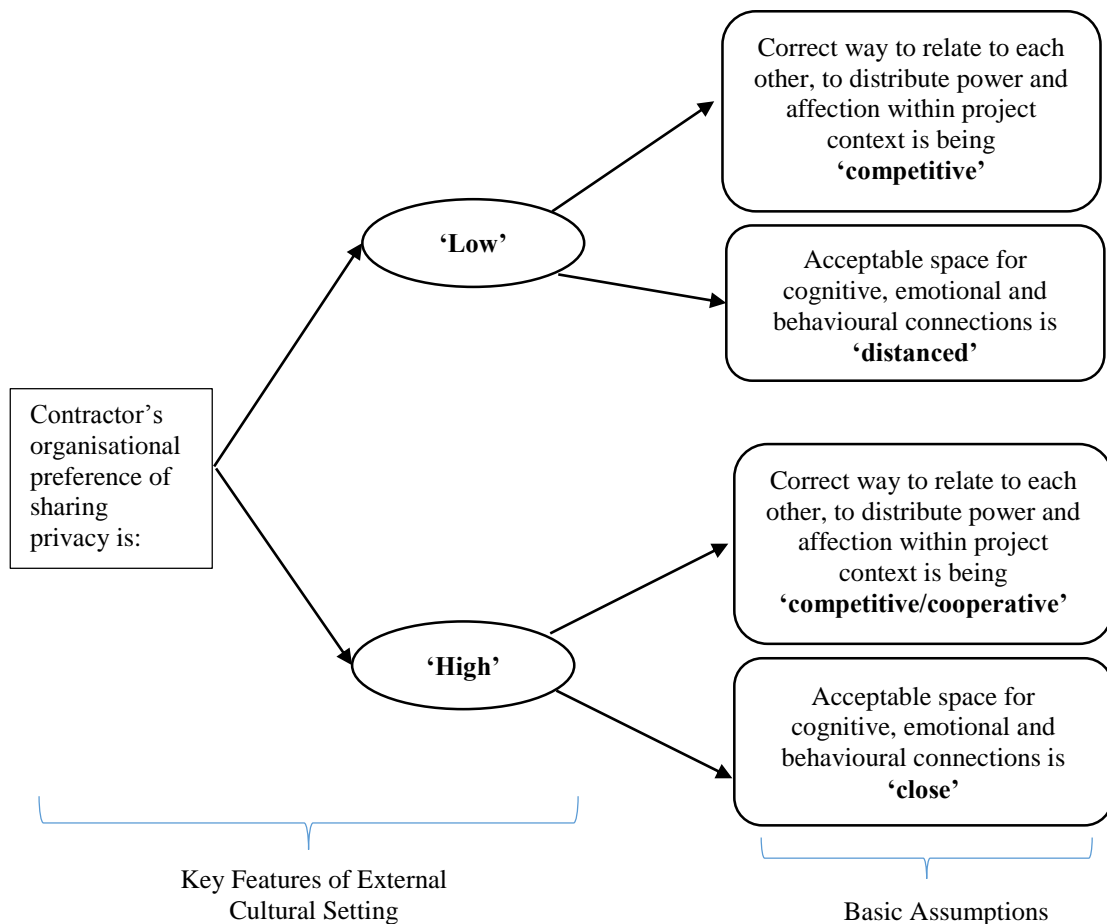 Correct way to relate to each
other, to distribute power and
affection within project
context is being
‘competitive’
‘Low’
Acceptable space for
cognitive, emotional and
behavioural connections is
‘distanced’
Contractor’s
organisational
preference of
sharing
privacy is:
Correct way to relate to each
other, to distribute power and
affection within project
context is being
‘competitive/cooperative’
‘High’
Acceptable space for
cognitive, emotional and
behavioural connections is
‘close’
Key Features of External
Cultural Setting
Basic Assumptions